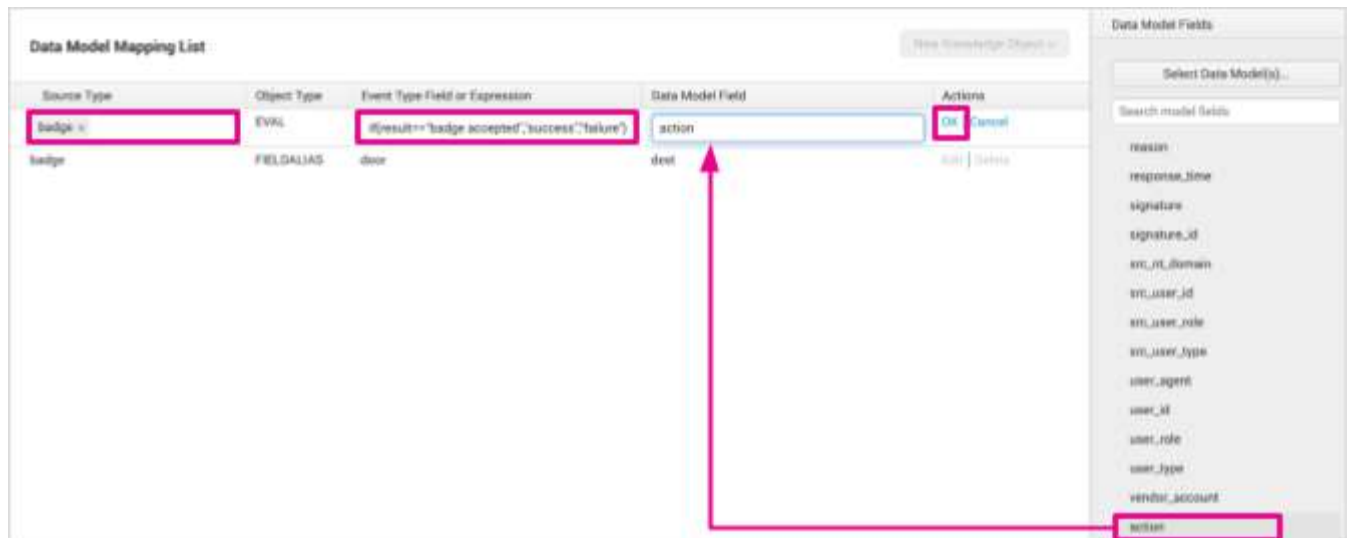 Data Model Fields
Data Model Mapping List
New Knowledge Object
Select Data Model(s)...
Source Type Object Type Event Type Field or Expression Data Model Field Actions
Search model fields
badge × EVAL if(result=="badge accepted","success","failure") action OK Cancel
badge FIELDALIAS door dest Edit | Delete
reason
response_time
signature
signature_id
src_nt_domain
src_user_id
src_user_role
src_user_type
user_agent
user_id
user_role
user_type
vendor_account
action